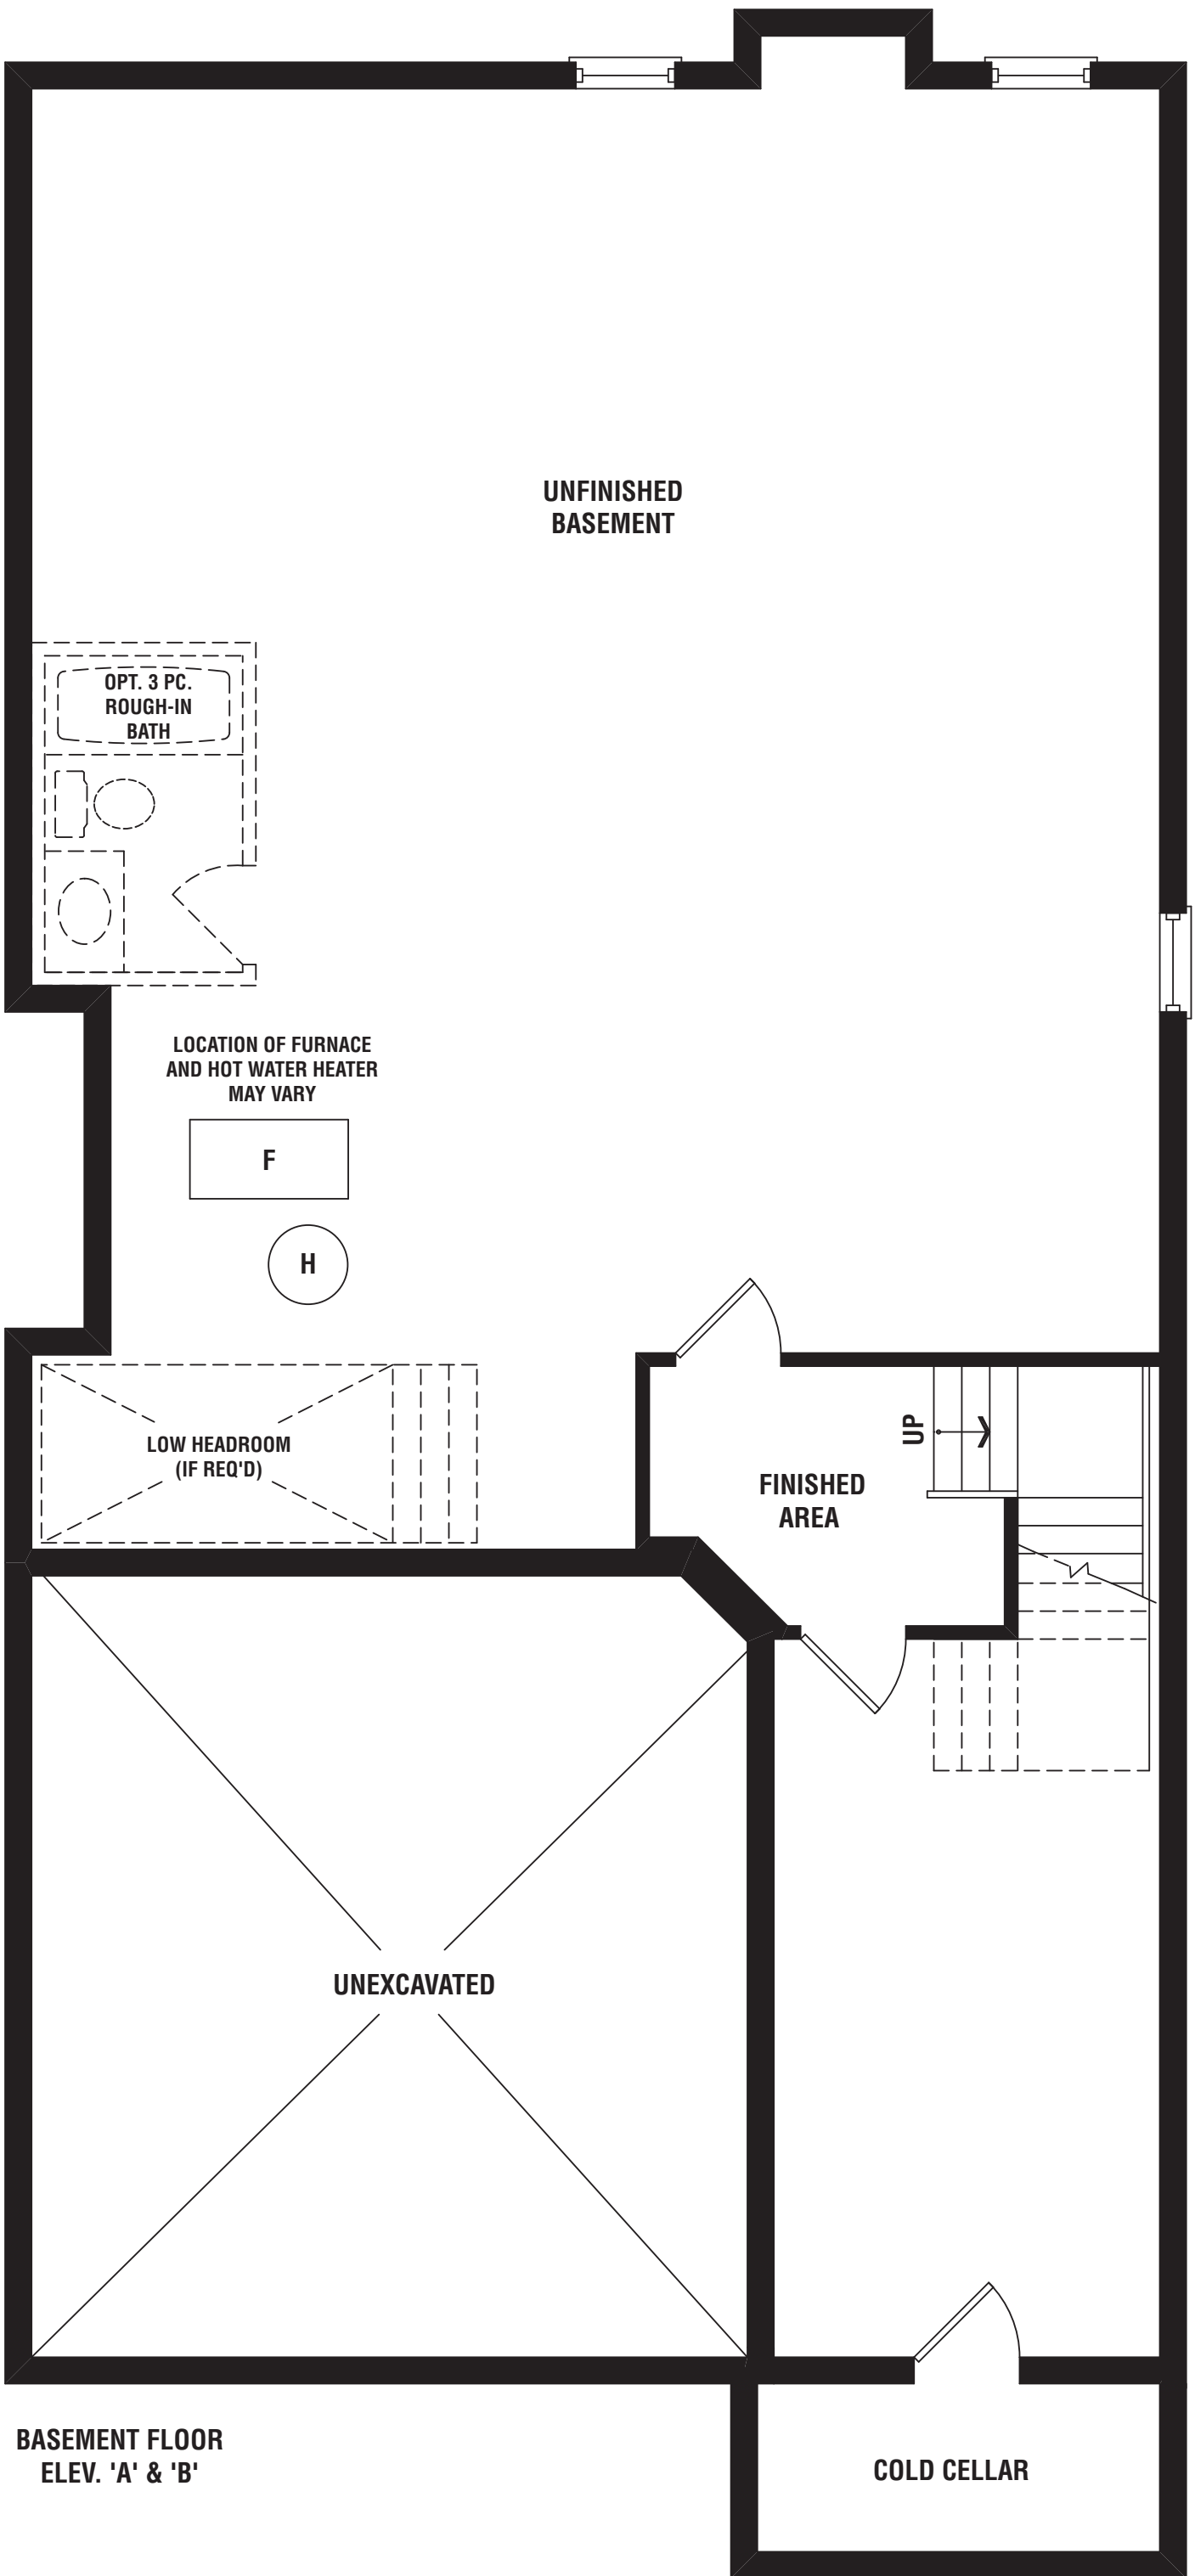 UNFINISHED
BASEMENT
OPT. 3 PC.
ROUGH-IN
BATH
LOCATION OF FURNACE
AND HOT WATER HEATER
MAY VARY
F
H
LOW HEADROOM
(IF REQ'D)
UP
FINISHED
AREA
UNEXCAVATED
BASEMENT FLOOR
ELEV. 'A' & 'B'
COLD CELLAR